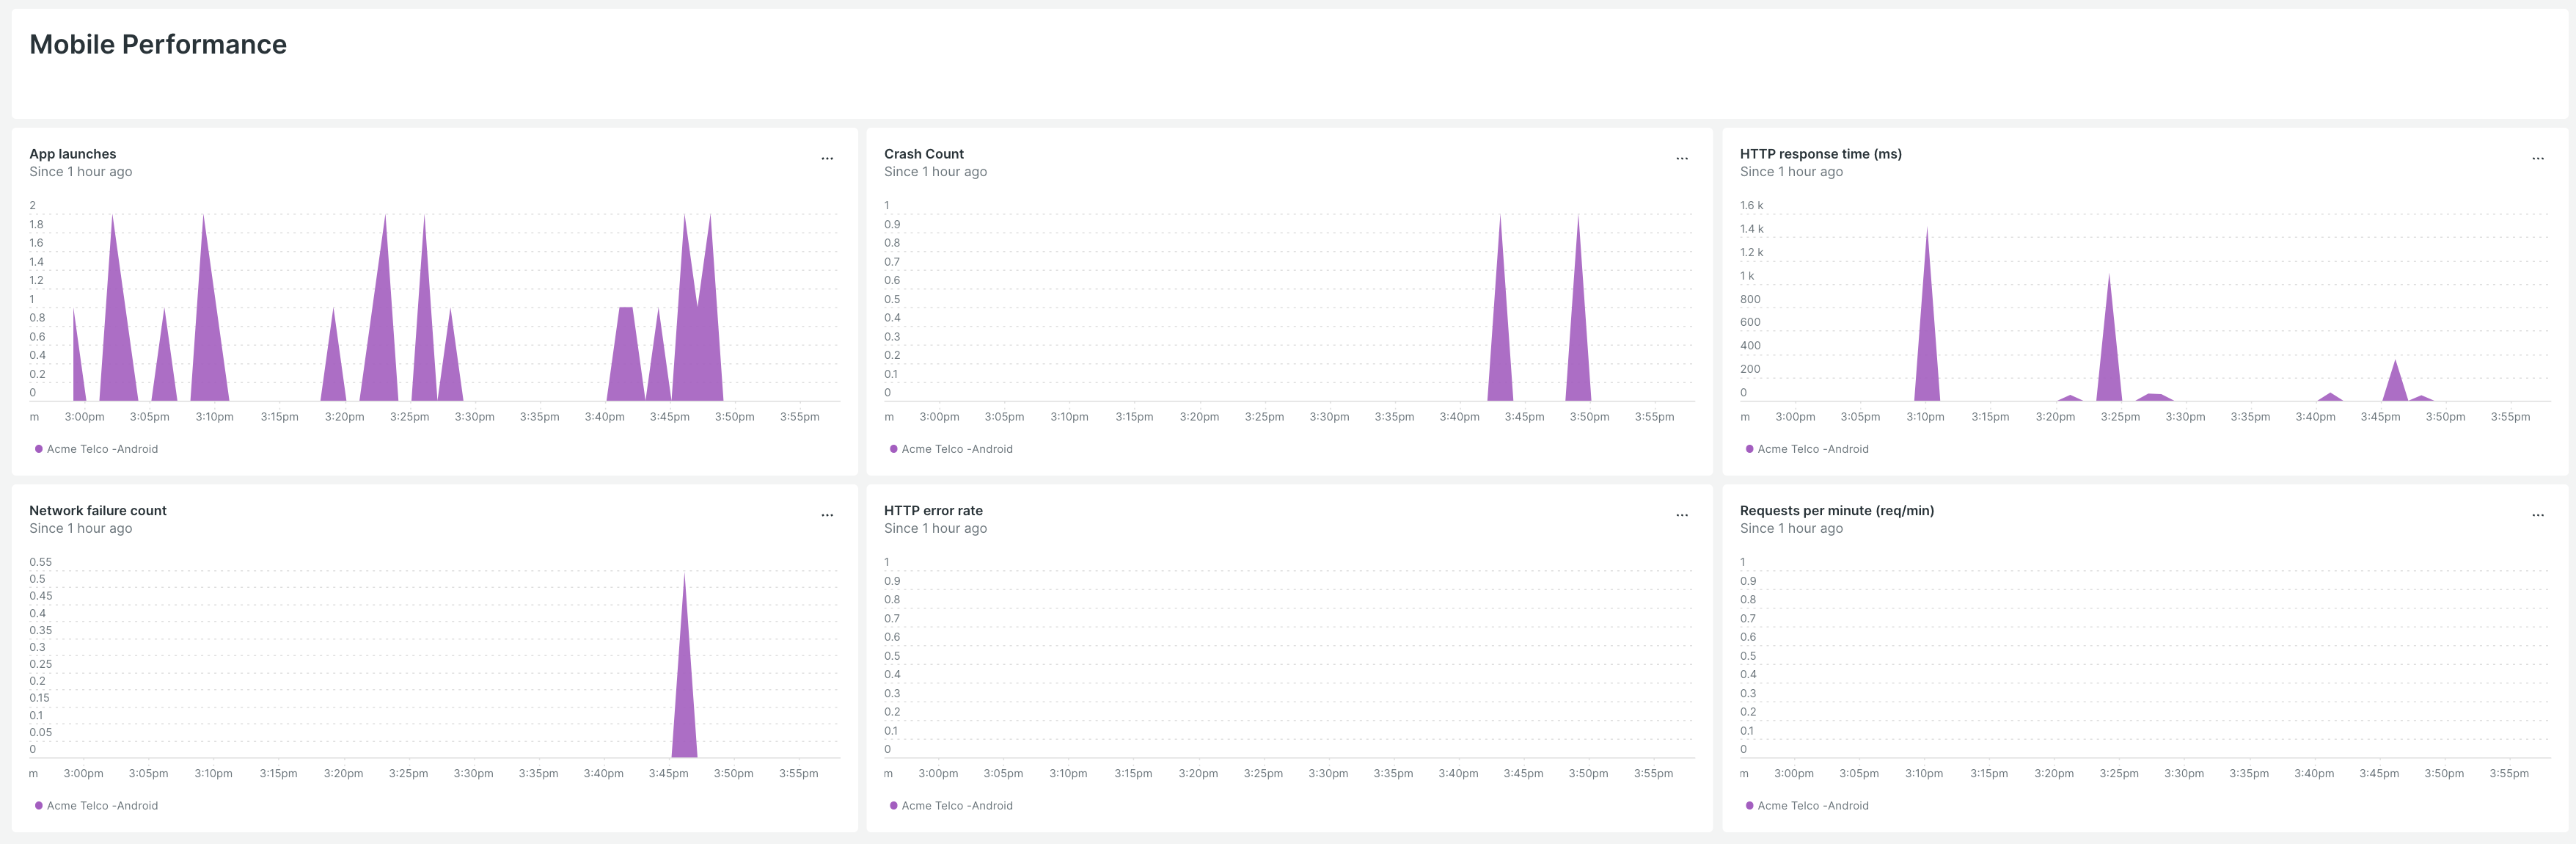 Mobile Performance
App launches
Since 1 hour ago
...
2
1.8
1.6
1.4
1.2
1
0.8
0.6
0.4
0.2
0
m 3:00pm 3:05pm 3:10pm 3:15pm 3:20pm 3:25pm 3:30pm 3:35pm 3:40pm 3:45pm 3:50pm 3:55pm
Acme Telco -Android
Crash Count
Since 1 hour ago
...
1
0.9
0.8
0.7
0.6
0.5
0.4
0.3
0.2
0.1
0
m 3:00pm 3:05pm 3:10pm 3:15pm 3:20pm 3:25pm 3:30pm 3:35pm 3:40pm 3:45pm 3:50pm 3:55pm
Acme Telco -Android
HTTP response time (ms)
Since 1 hour ago
...
1.6 k
1.4 k
1.2 k
1 k
800
600
400
200
0
m 3:00pm 3:05pm 3:10pm 3:15pm 3:20pm 3:25pm 3:30pm 3:35pm 3:40pm 3:45pm 3:50pm 3:55pm
Acme Telco -Android
Network failure count
Since 1 hour ago
...
0.55
0.5
0.45
0.4
0.35
0.3
0.25
0.2
0.15
0.1
0.05
0
m 3:00pm 3:05pm 3:10pm 3:15pm 3:20pm 3:25pm 3:30pm 3:35pm 3:40pm 3:45pm 3:50pm 3:55pm
Acme Telco -Android
HTTP error rate
Since 1 hour ago
...
1
0.9
0.8
0.7
0.6
0.5
0.4
0.3
0.2
0.1
0
m 3:00pm 3:05pm 3:10pm 3:15pm 3:20pm 3:25pm 3:30pm 3:35pm 3:40pm 3:45pm 3:50pm 3:55pm
Acme Telco -Android
Requests per minute (req/min)
Since 1 hour ago
...
1
0.9
0.8
0.7
0.6
0.5
0.4
0.3
0.2
0.1
0
m 3:00pm 3:05pm 3:10pm 3:15pm 3:20pm 3:25pm 3:30pm 3:35pm 3:40pm 3:45pm 3:50pm 3:55pm
Acme Telco -Android